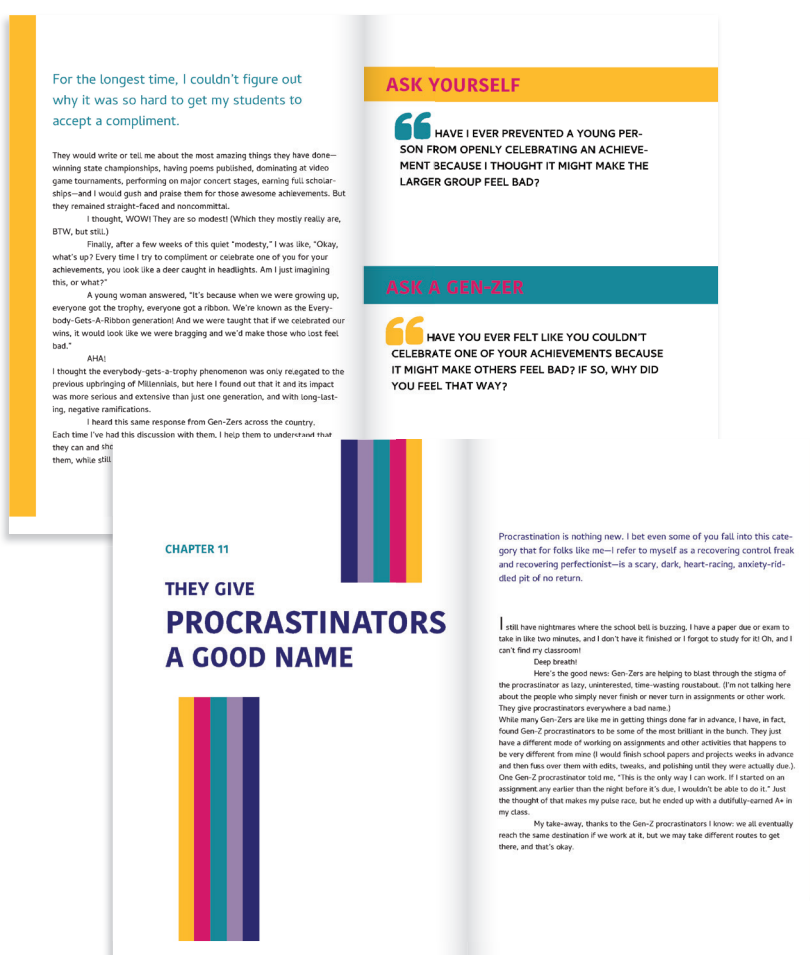 For the longest time, I couldn't figure out
why it was so hard to get my students to
accept a compliment.
They would write or tell me about the most amazing things they have done—
winning state championships, having poems published, dominating at video
game tournaments, performing on major concert stages, earning full scholar-
ships—and I would gush and praise them for those awesome achievements. But
they remained straight-faced and noncommittal.
I thought, WOW! They are so modest! (Which they mostly really are,
BTW, but still.)
Finally, after a few weeks of this quiet "modesty," I was like, "Okay,
what's up? Every time I try to compliment or celebrate one of you for your
achievements, you look like a deer caught in headlights. Am I just imagining
this, or what?"
A young woman answered, "It's because when we were growing up,
everyone got the trophy, everyone got a ribbon. We're known as the Every-
body-Gets-A-Ribbon generation! And we were taught that if we celebrated our
wins, it would look like we were bragging and we'd make those who lost feel
bad."
AHA!
I thought the everybody-gets-a-trophy phenomenon was only relegated to the
previous upbringing of Millennials, but here I found out that it and its impact
was more serious and extensive than just one generation, and with long-last-
ing, negative ramifications.
I heard this same response from Gen-Zers across the country.
Each time I've had this discussion with them, I help them to understand that
they can and sho
them, while still
ASK YOURSELF
HAVE I EVER PREVENTED A YOUNG PER-
SON FROM OPENLY CELEBRATING AN ACHIEVE-
MENT BECAUSE I THOUGHT IT MIGHT MAKE THE
LARGER GROUP FEEL BAD?
ASK A GEN-ZER
HAVE YOU EVER FELT LIKE YOU COULDN'T
CELEBRATE ONE OF YOUR ACHIEVEMENTS BECAUSE
IT MIGHT MAKE OTHERS FEEL BAD? IF SO, WHY DID
YOU FEEL THAT WAY?
CHAPTER 11
THEY GIVE
PROCRASTINATORS
A GOOD NAME
Procrastination is nothing new. I bet even some of you fall into this cate-
gory that for folks like me—I refer to myself as a recovering control freak
and recovering perfectionist—is a scary, dark, heart-racing, anxiety-rid-
dled pit of no return.
I still have nightmares where the school bell is buzzing, I have a paper due or exam to
take in like two minutes, and I don't have it finished or I forgot to study for it! Oh, and I
can't find my classroom!
Deep breath!
Here's the good news: Gen-Zers are helping to blast through the stigma of
the procrastinator as lazy, uninterested, time-wasting roustabout. (I'm not talking here
about the people who simply never finish or never turn in assignments or other work.
They give procrastinators everywhere a bad name.)
While many Gen-Zers are like me in getting things done far in advance, I have, in fact,
found Gen-Z procrastinators to be some of the most brilliant in the bunch. They just
have a different mode of working on assignments and other activities that happens to
be very different from mine (I would finish school papers and projects weeks in advance
and then fuss over them with edits, tweaks, and polishing until they were actually due.).
One Gen-Z procrastinator told me, "This is the only way I can work. If I started on an
assignment any earlier than the night before it's due, I wouldn't be able to do it." Just
the thought of that makes my pulse race, but he ended up with a dutifully-earned A+ in
my class.
My take-away, thanks to the Gen-Z procrastinators I know: we all eventually
reach the same destination if we work at it, but we may take different routes to get
there, and that's okay.